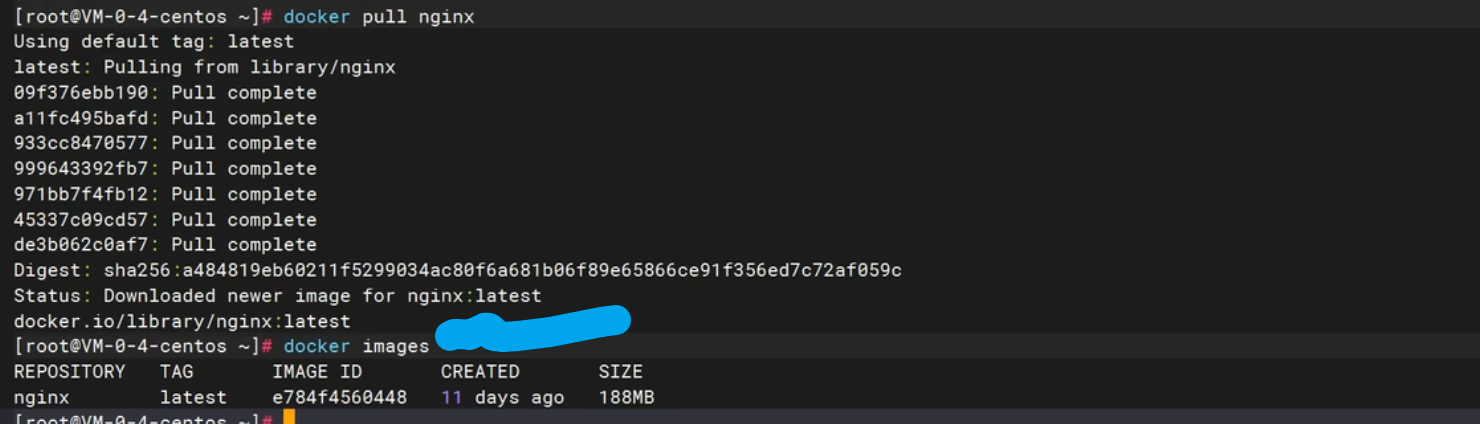 [root@VM-0-4-centos ~]# docker pull nginx
Using default tag: latest
latest: Pulling from library/nginx
09f376ebb190: Pull complete
a11fc495bafd: Pull complete
933cc8470577: Pull complete
999643392fb7: Pull complete
971bb7f4fb12: Pull complete
45337c09cd57: Pull complete
de3b062c0af7: Pull complete
Digest: sha256:a484819eb60211f5299034ac80f6a681b06f89e65866ce91f356ed7c72af059c
Status: Downloaded newer image for nginx:latest
docker.io/library/nginx:latest
[root@VM-0-4-centos ~]# docker images
REPOSITORY TAG IMAGE ID CREATED SIZE
nginx latest e784f4560448 11 days ago 188MB
[root@VM-0-4-centos ~]#